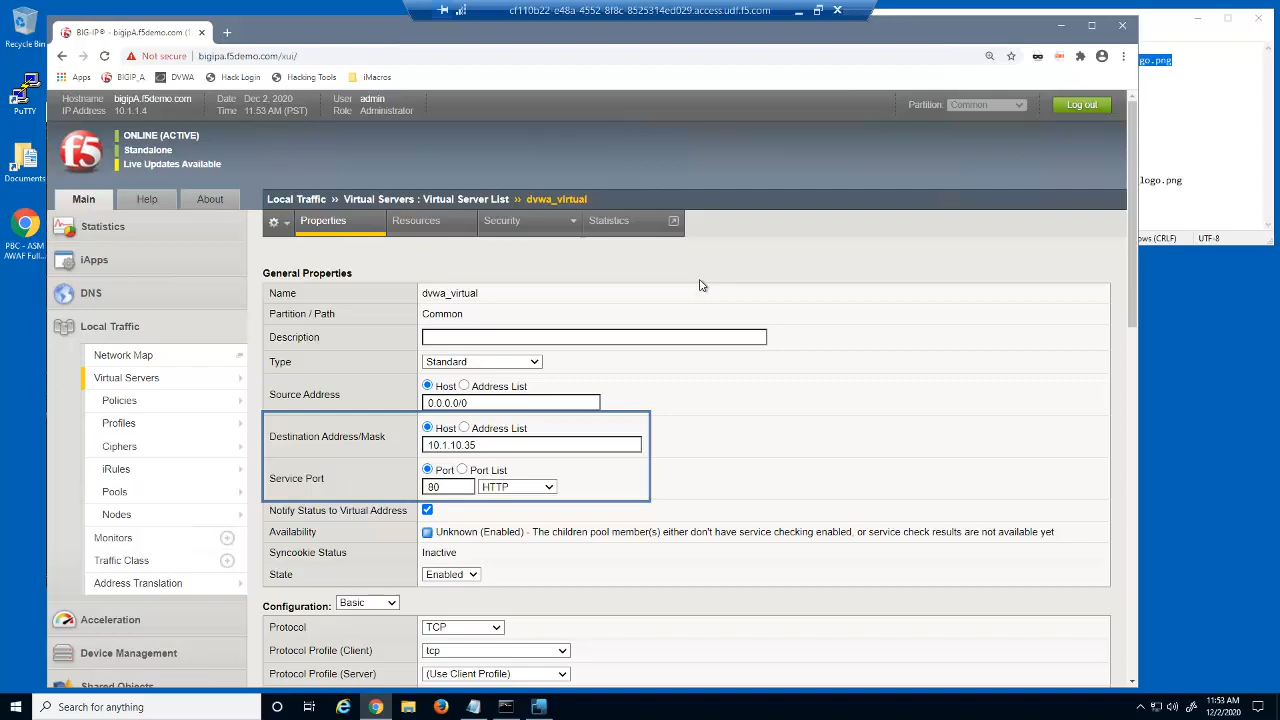 cf110b22-e48a-4552-8f8c-8525314ed029.access.udf.f5.com
Recycle Bin
PuTTY
Documents
PBC - ASM
AWAF Full...
BIG-IP® - bigipA.f5demo.com (1
Not secure
bigipa.f5demo.com/xui/
Apps
BIGIP_A
DVWA
Hack Login
Hacking Tools
iMacros
Hostname bigipA.f5demo.com Date Dec 2, 2020 User admin
IP Address 10.1.1.4 Time 11.53 AM (PST) Role Administrator
Partition: Common
Log out
f5
ONLINE (ACTIVE)
Standalone
Live Updates Available
Main
Help
About
Local Traffic ›› Virtual Servers : Virtual Server List ›› dvwa_virtual
Properties
Resources
Security
Statistics
Statistics
iApps
DNS
Local Traffic
Network Map
Virtual Servers
Policies
Profiles
Ciphers
iRules
Pools
Nodes
Monitors
Traffic Class
Address Translation
Acceleration
Device Management
Shared Objects
General Properties
Name dvwa_virtual
Partition / Path Common
Description
Type Standard
Source Address
Host Address List
0.0.0.0/0
Destination Address/Mask
Host Address List
10.1.10.35
Service Port
Port Port List
80 HTTP
Notify Status to Virtual Address
Availability Unknown (Enabled) - The children pool member(s) either don't have service checking enabled, or service check results are not available yet
Syncookie Status Inactive
State Enabled
Configuration: Basic
Protocol TCP
Protocol Profile (Client) tcp
Protocol Profile (Server) (Use Client Profile)
go.png
logo.png
ows (CRLF) UTF-8
Search for anything
11:53 AM
12/2/2020